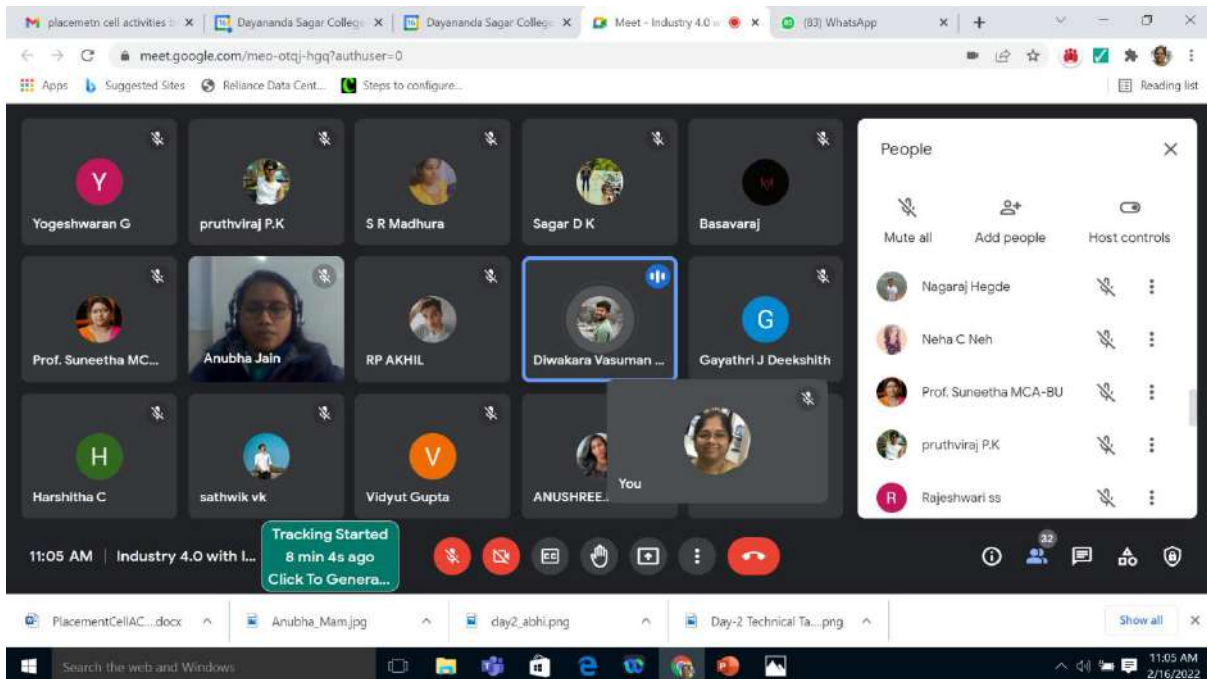 placemetn cell activities
Dayananda Sagar Colleg
Dayananda Sagar Colleg
Meet - Industry 4.0 w
(83) WhatsApp
meet.google.com/meo-otqj-hgq?authuser=0
Apps
Suggested Sites
Reliance Data Cent...
Steps to configure...
Reading list
Y
Yogeshwaran G
pruthviraj P.K
S R Madhura
Sagar D K
Basavaraj
People
Mute all
Add people
Host controls
Prof. Suneetha MC...
Anubha Jain
RP AKHIL
Diwakara Vasuman ...
G
Gayathri J Deekshith
Nagaraj Hegde
Neha C Neh
Prof. Suneetha MCA-BU
pruthviraj P.K
R
Rajeshwari ss
H
Harshitha C
sathwik vk
V
Vidyut Gupta
ANUSHREE..
You
11:05 AM | Industry 4.0 with I...
Tracking Started
8 min 4s ago
Click To Genera...
CC
32
PlacementCellAC....docx
Anubha_Mam.jpg
day2_abhi.png
Day-2 Technical Ta....png
Show all
Search the web and Windows
11:05 AM
2/16/2022